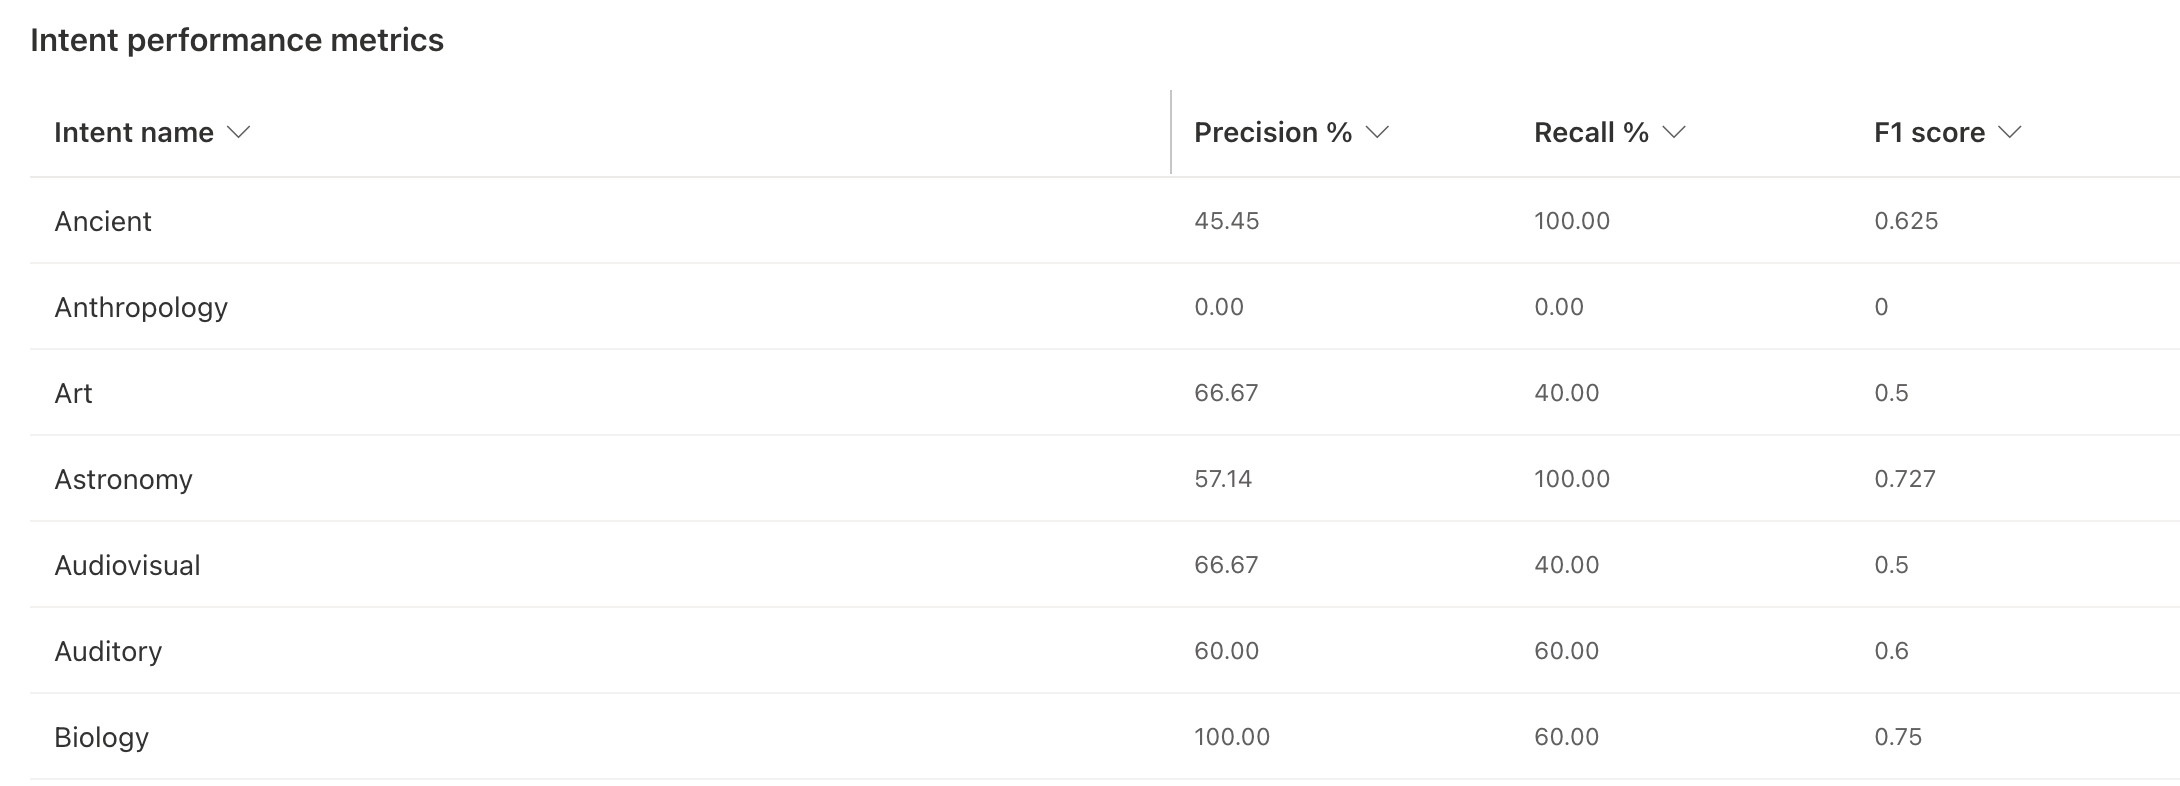 Intent performance metrics
Intent name Precision % Recall % F1 score
Ancient 45.45 100.00 0.625
Anthropology 0.00 0.00 0
Art 66.67 40.00 0.5
Astronomy 57.14 100.00 0.727
Audiovisual 66.67 40.00 0.5
Auditory 60.00 60.00 0.6
Biology 100.00 60.00 0.75